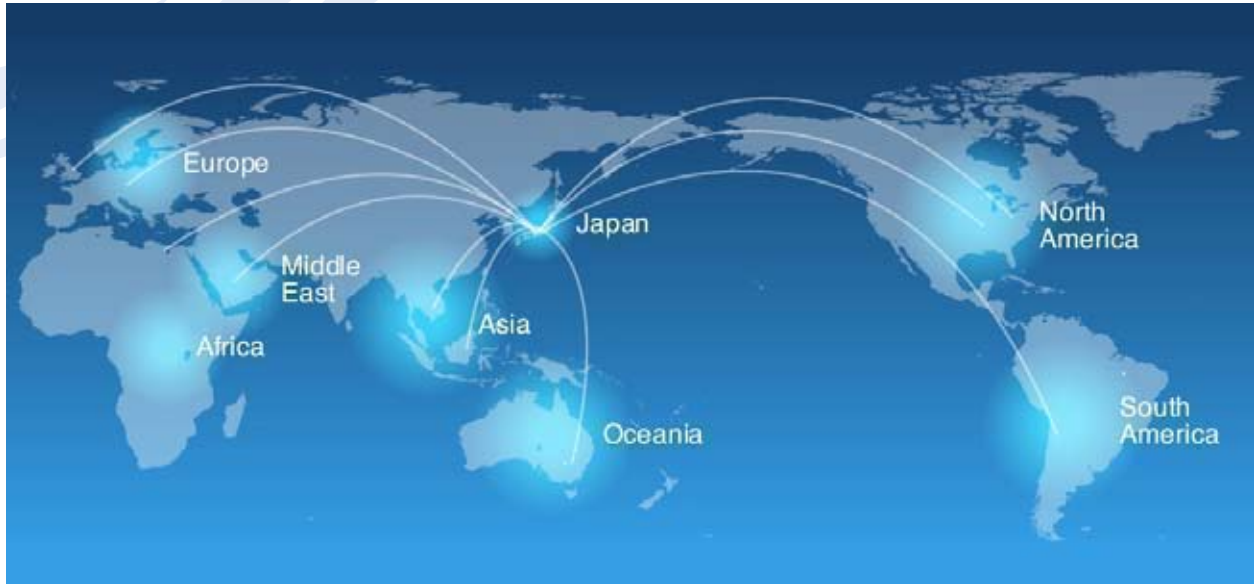 Europe
Japan
North
America
Middle
East
Asia
Africa
Oceania
South
America